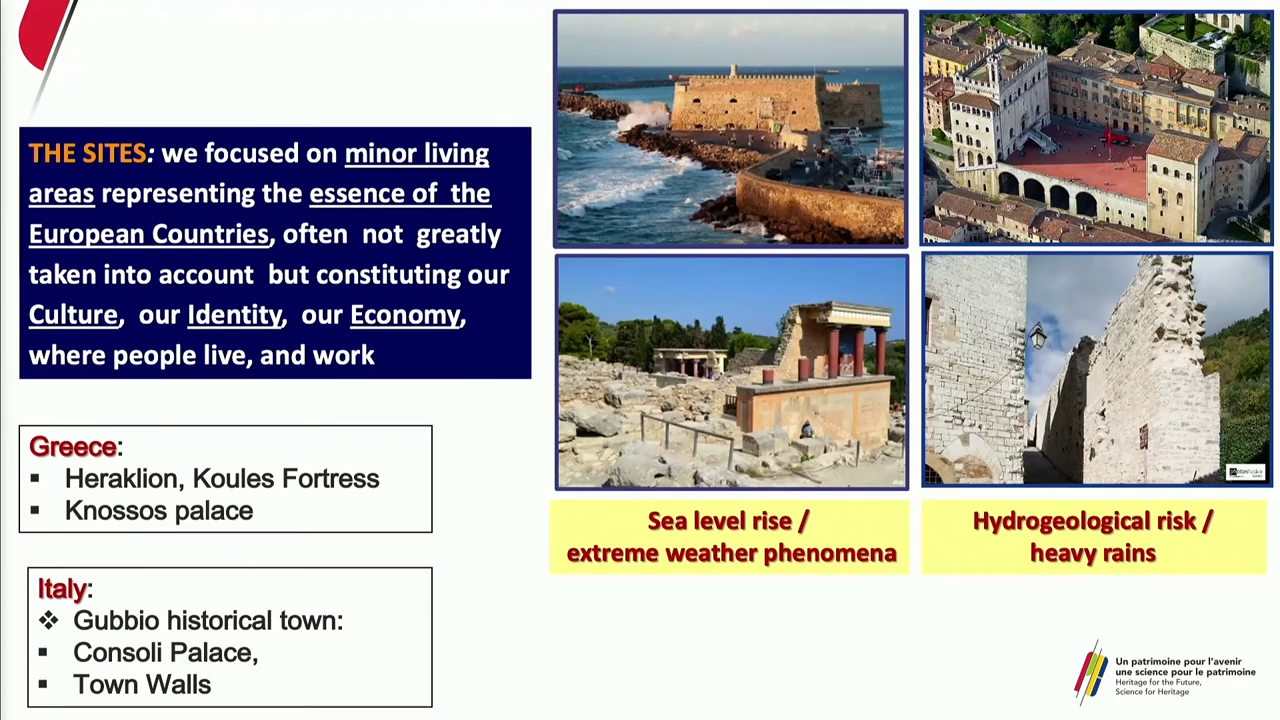 THE SITES: we focused on minor living
areas representing the essence of the
European Countries, often not greatly
taken into account but constituting our
Culture, our Identity, our Economy,
where people live, and work
Greece:
▪ Heraklion, Koules Fortress
▪ Knossos palace
Italy:
❖ Gubbio historical town:
▪ Consoli Palace,
▪ Town Walls
Sea level rise /
extreme weather phenomena
Hydrogeological risk /
heavy rains
Un patrimoine pour l'avenir
une science pour le patrimoine
Heritage for the Future,
Science for Heritage